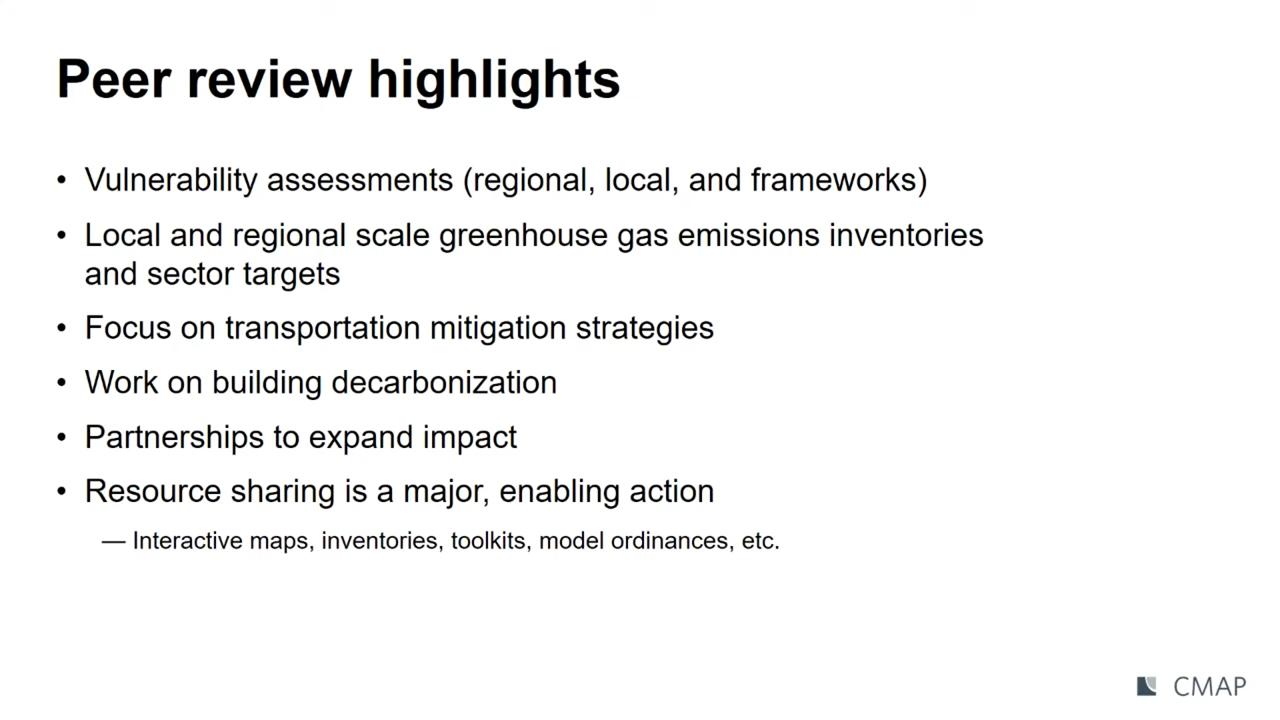 Peer review highlights
• Vulnerability assessments (regional, local, and frameworks)
• Local and regional scale greenhouse gas emissions inventories
and sector targets
• Focus on transportation mitigation strategies
• Work on building decarbonization
• Partnerships to expand impact
• Resource sharing is a major, enabling action
— Interactive maps, inventories, toolkits, model ordinances, etc.
CMAP